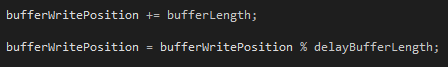 bufferWritePosition += bufferLength;
bufferWritePosition = bufferWritePosition % delayBufferLength;